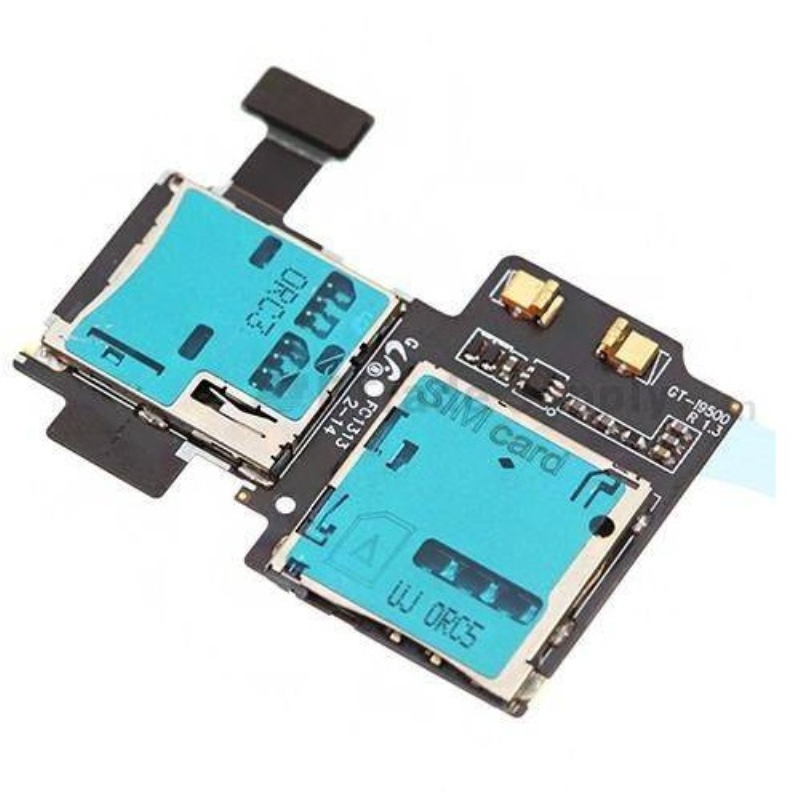 ORC3
G
FC1313
2-14
GT-I9500
R 1.3
SIM card
A
UJ ORC5